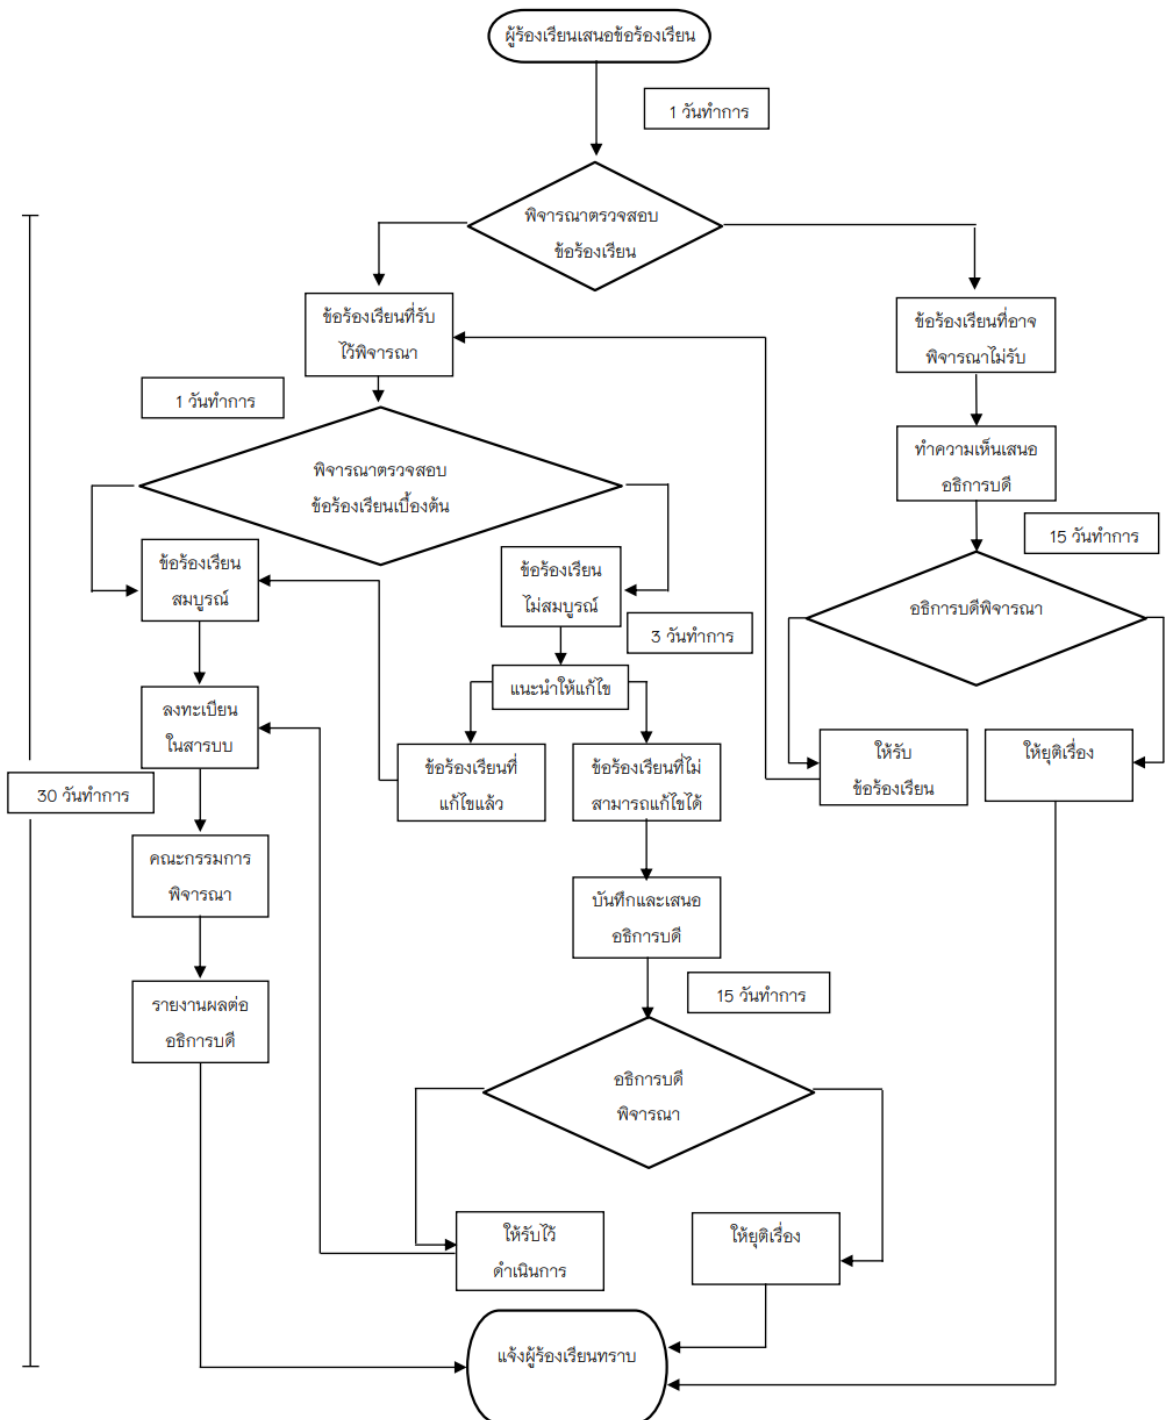 ผู้ร้องเรียนเสนอข้อร้องเรียน
1 วันทำการ
พิจารณาตรวจสอบ
ข้อร้องเรียน
ข้อร้องเรียนที่รับ
ไว้พิจารณา
ข้อร้องเรียนที่อาจ
พิจารณาไม่รับ
1 วันทำการ
พิจารณาตรวจสอบ
ข้อร้องเรียนเบื้องต้น
ทำความเห็นเสนอ
อธิการบดี
15 วันทำการ
ข้อร้องเรียน
สมบูรณ์
ข้อร้องเรียน
ไม่สมบูรณ์
3 วันทำการ
อธิการบดีพิจารณา
แนะนำให้แก้ไข
ลงทะเบียน
ในสารบบ
ข้อร้องเรียนที่
แก้ไขแล้ว
ข้อร้องเรียนที่ไม่
สามารถแก้ไขได้
ให้รับ
ข้อร้องเรียน
ให้ยุติเรื่อง
30 วันทำการ
คณะกรรมการ
พิจารณา
บันทึกและเสนอ
อธิการบดี
15 วันทำการ
รายงานผลต่อ
อธิการบดี
อธิการบดี
พิจารณา
ให้รับไว้
ดำเนินการ
ให้ยุติเรื่อง
แจ้งผู้ร้องเรียนทราบ